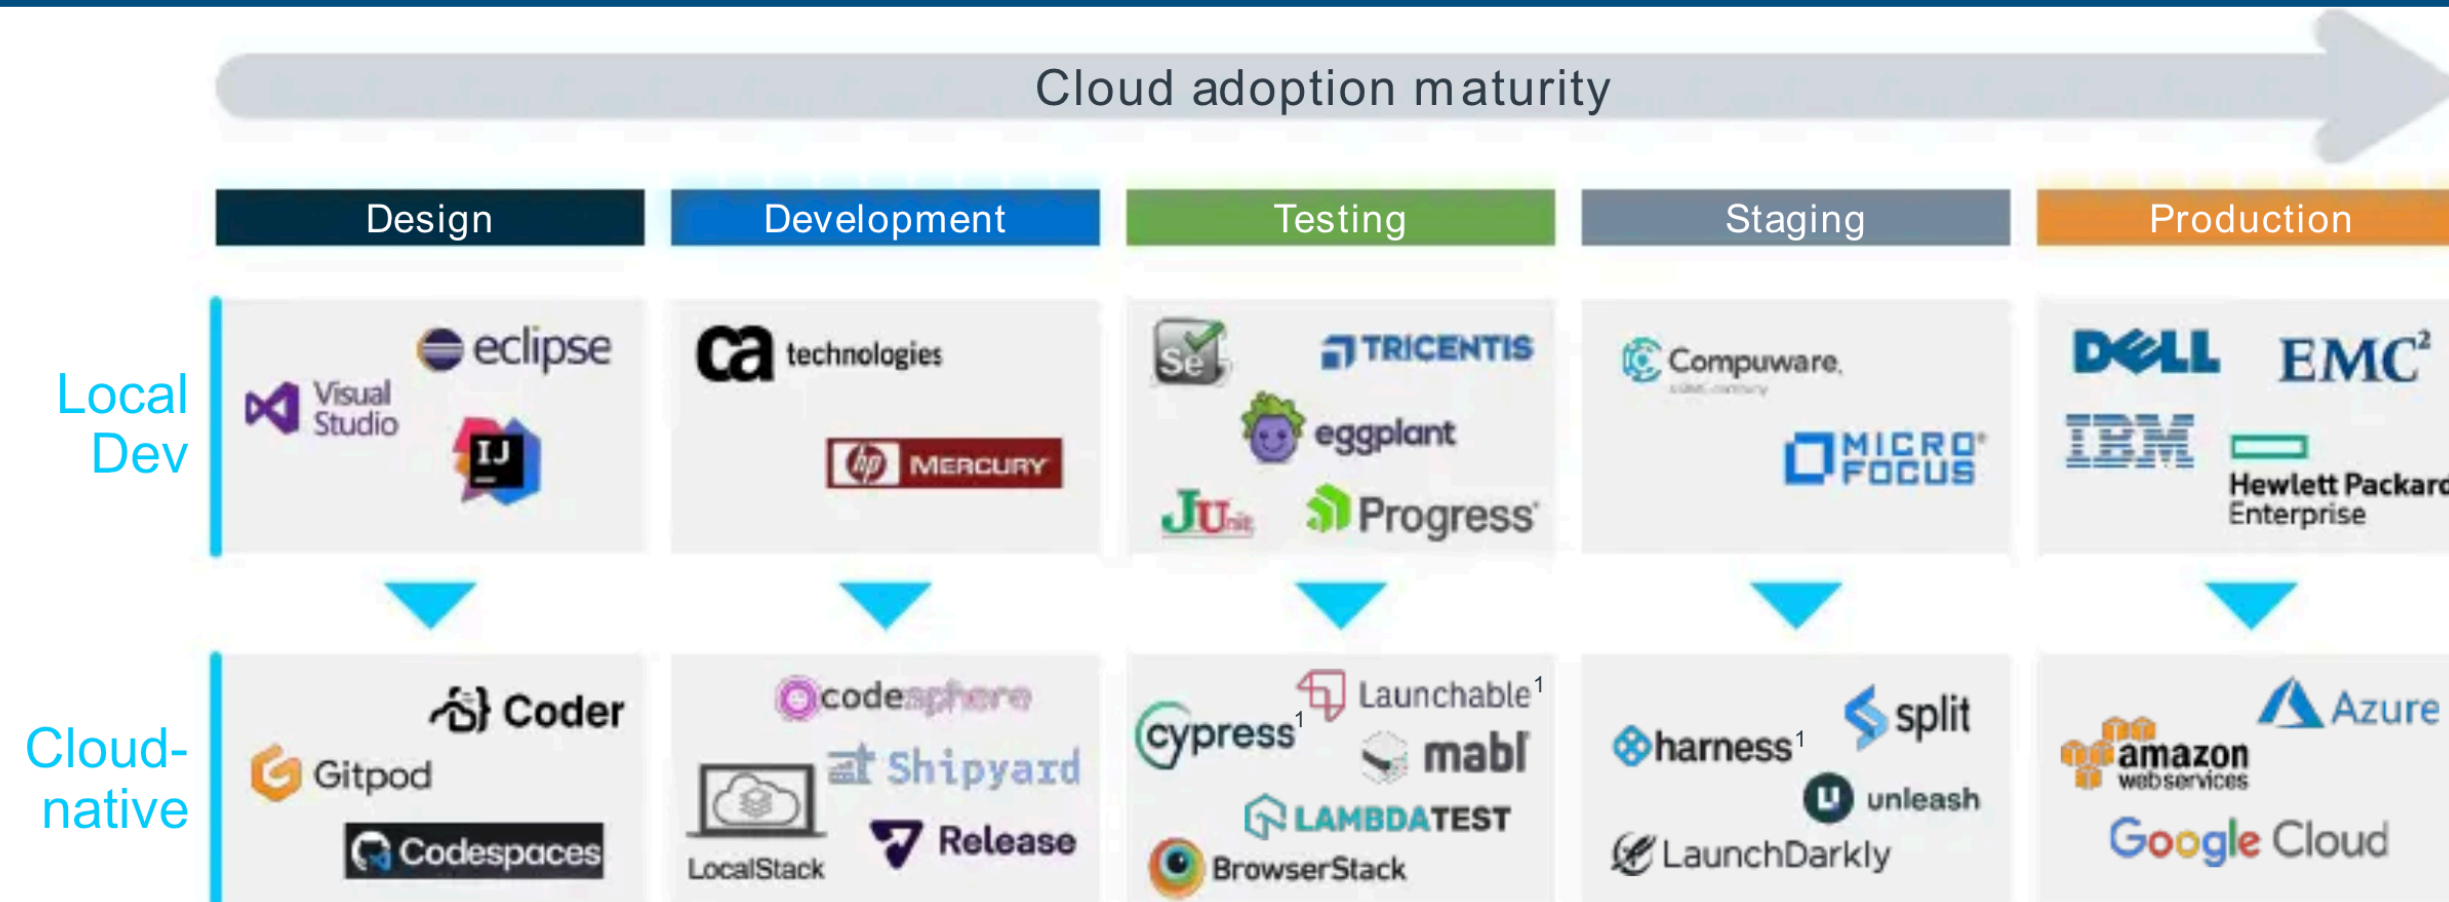 Cloud adoption maturity
Design
Development
Testing
Staging
Production
Local
Dev
eclipse
Visual
Studio
IJ
ca technologies
hp MERCURY
Se
TRICENTIS
eggplant
JUnit
Progress
Compuware.
MICRO
FOCUS
DELL
EMC²
IBM
Hewlett Packard
Enterprise
Cloud-
native
Coder
Gitpod
Codespaces
codesphere
Shipyard
LocalStack
Release
cypress¹
Launchable¹
mabl
LAMBDATEST
BrowserStack
harness¹
split
unleash
LaunchDarkly
amazon
webservices
Azure
Google Cloud